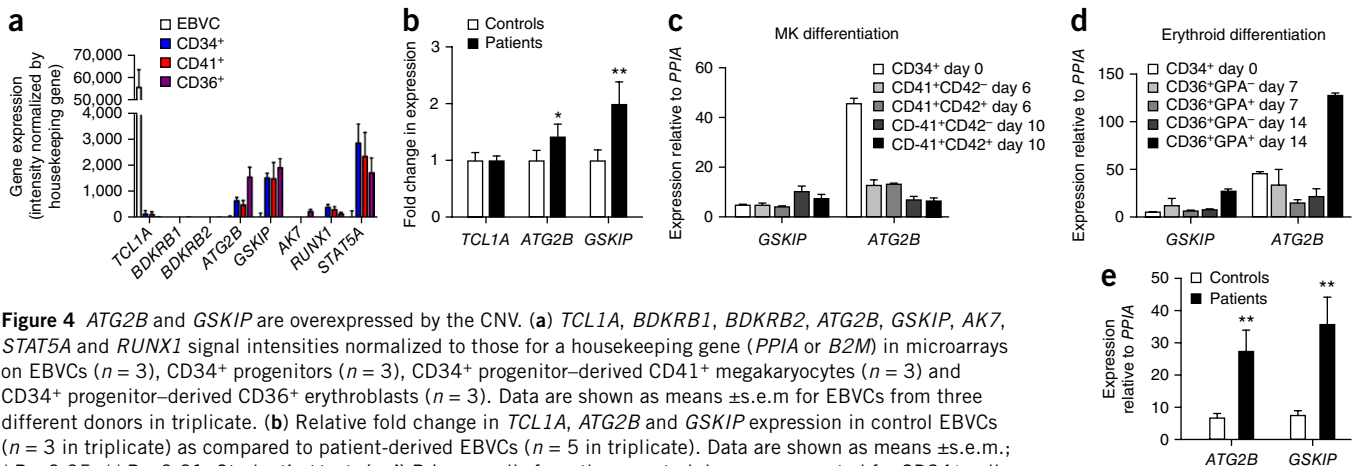 a
Gene expression
(intensity normalized by
housekeeping gene)
70,000
60,000
50,000
4,000
3,000
2,000
1,000
0
EBVC
CD34+
CD41+
CD36+
TCL1A
BDKRB1
BDKRB2
ATG2B
GSKIP
AK7
RUNX1
STAT5A
b
Controls
Patients
Fold change in expression
3
2
1
0
*
**
TCL1A
ATG2B
GSKIP
c
MK differentiation
Expression relative to PPIA
60
40
20
0
CD34+ day 0
CD41+CD42− day 6
CD41+CD42+ day 6
CD-41+CD42− day 10
CD-41+CD42+ day 10
GSKIP
ATG2B
d
Erythroid differentiation
Expression relative to PPIA
150
100
50
0
CD34+ day 0
CD36+GPA− day 7
CD36+GPA+ day 7
CD36+GPA− day 14
CD36+GPA+ day 14
GSKIP
ATG2B
e
Controls
Patients
Expression
relative to PPIA
50
40
30
20
10
0
**
**
ATG2B
GSKIP
Figure 4 ATG2B and GSKIP are overexpressed by the CNV. (a) TCL1A, BDKRB1, BDKRB2, ATG2B, GSKIP, AK7,
STAT5A and RUNX1 signal intensities normalized to those for a housekeeping gene (PPIA or B2M) in microarrays
on EBVCs (n = 3), CD34+ progenitors (n = 3), CD34+ progenitor–derived CD41+ megakaryocytes (n = 3) and
CD34+ progenitor–derived CD36+ erythroblasts (n = 3). Data are shown as means ±s.e.m for EBVCs from three
different donors in triplicate. (b) Relative fold change in TCL1A, ATG2B and GSKIP expression in control EBVCs
(n = 3 in triplicate) as compared to patient-derived EBVCs (n = 5 in triplicate). Data are shown as means ±s.e.m.;